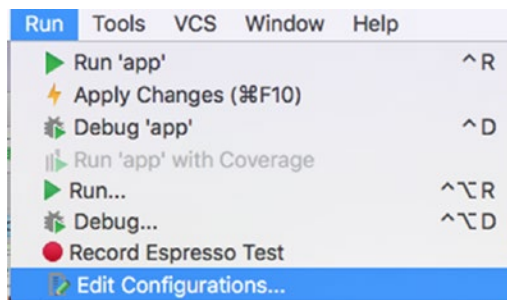 Run Tools VCS Window Help
Run 'app' ^R
Apply Changes (⌘F10)
Debug 'app' ^D
Run 'app' with Coverage
Run... ^⌥R
Debug... ^⌥D
Record Espresso Test
Edit Configurations...